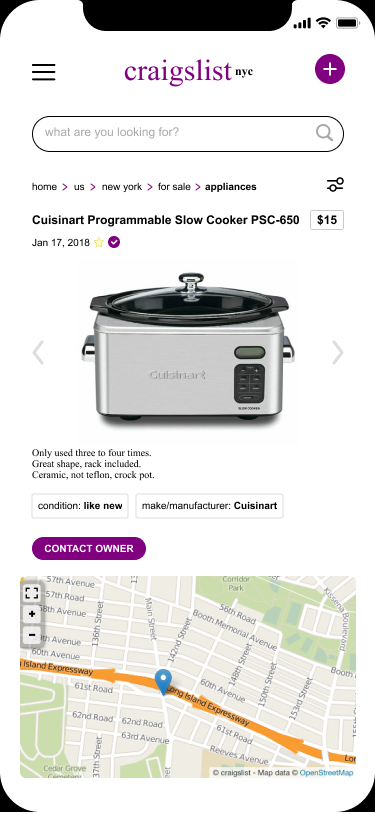 craigslist nyc
+
what are you looking for?
home > us > new york > for sale > appliances
Cuisinart Programmable Slow Cooker PSC-650 $15
Jan 17, 2018
Cuisinart
SLOW COOKER
Only used three to four times.
Great shape, rack included.
Ceramic, not teflon, crock pot.
condition: like new make/manufacturer: Cuisinart
CONTACT OWNER
57th Avenue
57th Road
Corridor
Park
Kissena Boulevard
+
Main Street
56th Road
58th Avenue
136th Street
142nd Street
Booth Memorial Avenue
−
60th Avenue
148th Street
Booth
Island Expressway
60th Avenue
150th Street
61st Road
Long Island Expressway
153rd Street
62nd Road
62nd Road
63rd Avenue
Reeves Avenue
Lon
Cedar Grove
Cemetery
137th Street
© craigslist - Map data © OpenStreetMap